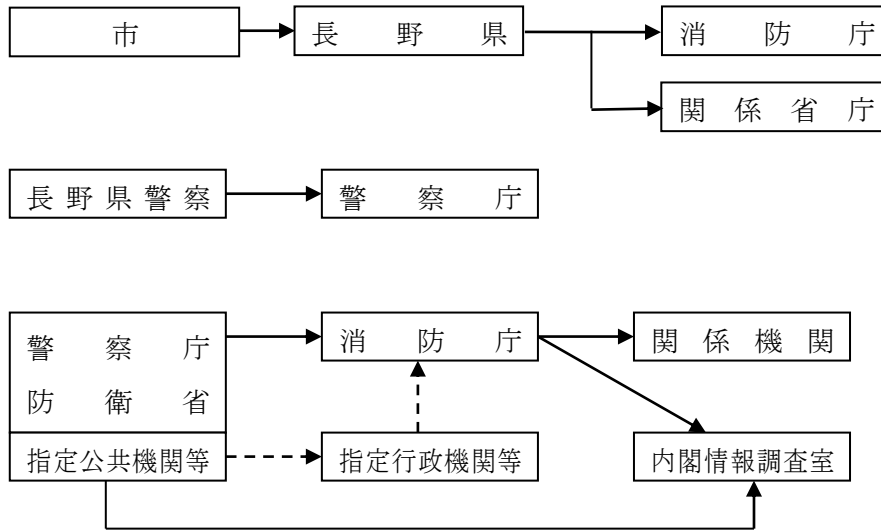 市
長野県
消防庁
関係省庁
長野県警察
警察庁
警察庁
防衛省
消防庁
関係機関
指定公共機関等
指定行政機関等
内閣情報調査室